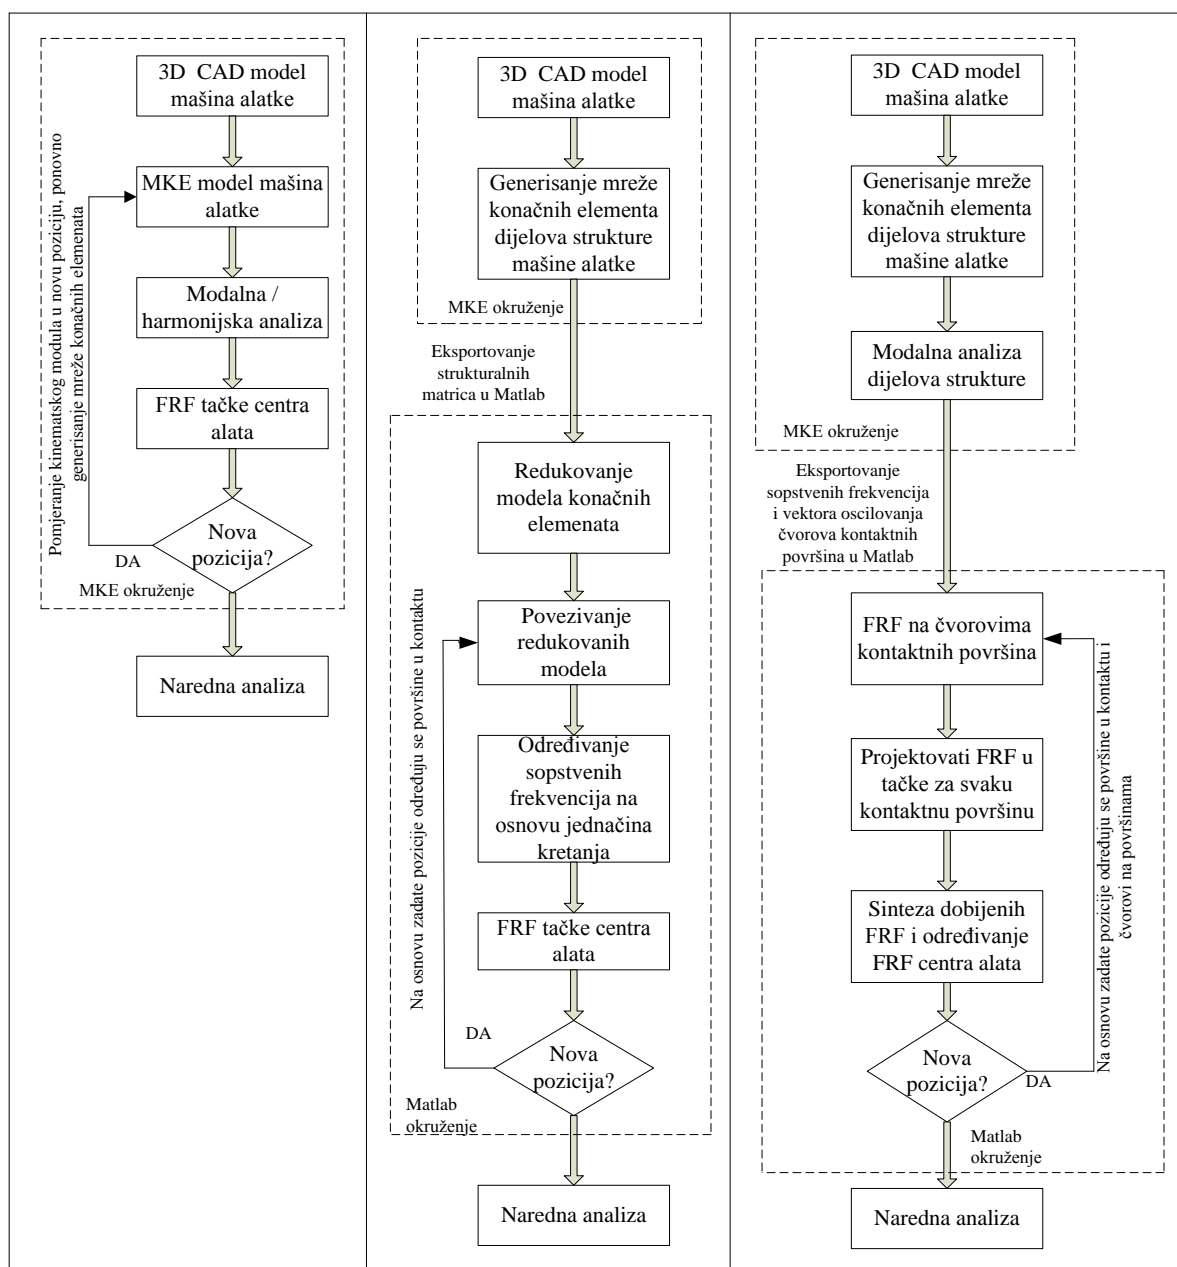 3D CAD model
mašina alatke
MKE model mašina
alatke
Modalna /
harmonijska analiza
FRF tačke centra
alata
Nova
pozicija?
DA
MKE okruženje
Naredna analiza
Pomjeranje kinematskog modula u novu poziciju, ponovno
generisanje mreže konačnih elemenata
3D CAD model
mašina alatke
Generisanje mreže
konačnih elementa
dijelova strukture
mašine alatke
MKE okruženje
Eksportovanje
strukturalnih
matrica u Matlab
Redukovanje
modela konačnih
elemenata
Povezivanje
redukovanih
modela
Određivanje
sopstvenih
frekvencija na
osnovu jednačina
kretanja
FRF tačke centra
alata
DA
Nova
pozicija?
Matlab
okruženje
Naredna analiza
Na osnovu zadate pozicije određuju se površine u kontaktu
3D CAD model
mašina alatke
Generisanje mreže
konačnih elementa
dijelova strukture
mašine alatke
Modalna analiza
dijelova strukture
MKE okruženje
Eksportovanje
sopstvenih frekvencija
i vektora oscilovanja
čvorova kontaktnih
površina u Matlab
FRF na čvorovima
kontaktnih površina
Projektovati FRF u
tačke za svaku
kontaktnu površinu
Sinteza dobijenih
FRF i određivanje
FRF centra alata
Nova
pozicija?
DA
Matlab
okruženje
Naredna analiza
Na osnovu zadate pozicije određuju se površine u kontaktu i
čvorovi na površinama